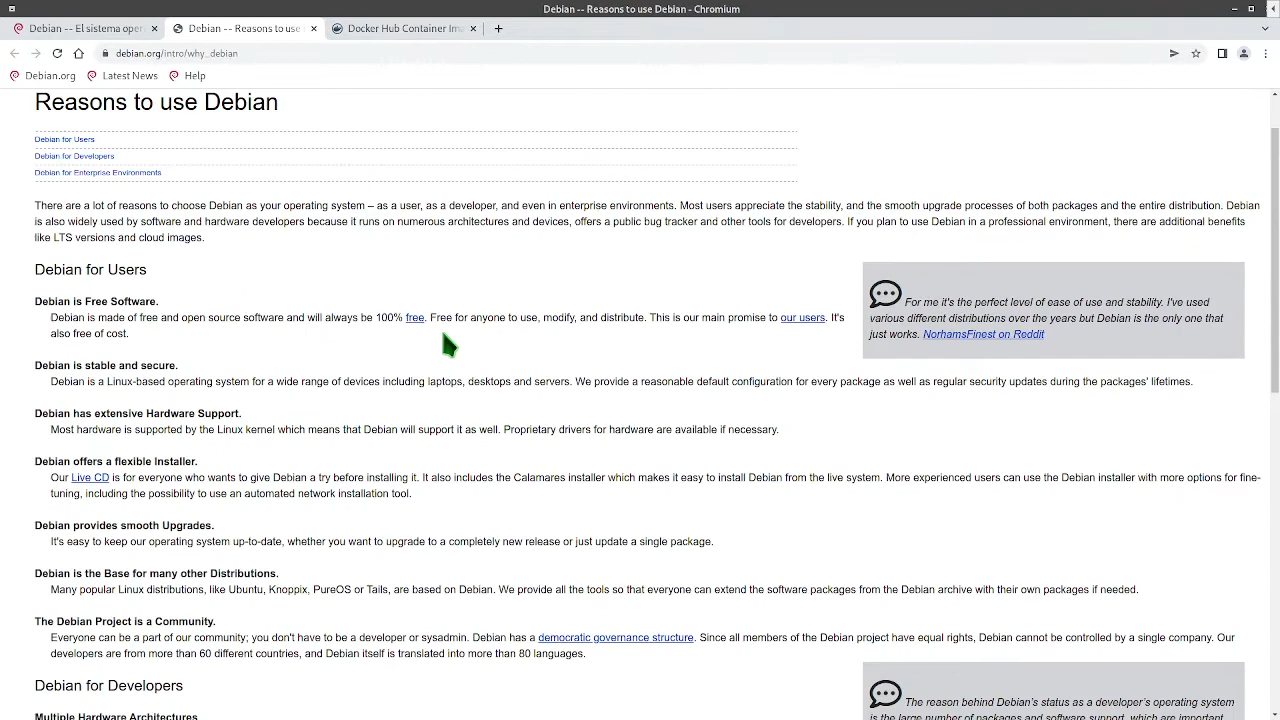 Debian -- Reasons to use Debian - Chromium
Debian -- El sistema oper
Debian -- Reasons to use
Docker Hub Container Ima
debian.org/intro/why_debian
Debian.org
Latest News
Help
Reasons to use Debian
Debian for Users
Debian for Developers
Debian for Enterprise Environments
There are a lot of reasons to choose Debian as your operating system – as a user, as a developer, and even in enterprise environments. Most users appreciate the stability, and the smooth upgrade processes of both packages and the entire distribution. Debian
is also widely used by software and hardware developers because it runs on numerous architectures and devices, offers a public bug tracker and other tools for developers. If you plan to use Debian in a professional environment, there are additional benefits
like LTS versions and cloud images.
Debian for Users
For me it's the perfect level of ease of use and stability. I've used
various different distributions over the years but Debian is the only one that
just works. NorhamsFinest on Reddit
Debian is Free Software.
Debian is made of free and open source software and will always be 100% free. Free for anyone to use, modify, and distribute. This is our main promise to our users. It's
also free of cost.
Debian is stable and secure.
Debian is a Linux-based operating system for a wide range of devices including laptops, desktops and servers. We provide a reasonable default configuration for every package as well as regular security updates during the packages' lifetimes.
Debian has extensive Hardware Support.
Most hardware is supported by the Linux kernel which means that Debian will support it as well. Proprietary drivers for hardware are available if necessary.
Debian offers a flexible Installer.
Our Live CD is for everyone who wants to give Debian a try before installing it. It also includes the Calamares installer which makes it easy to install Debian from the live system. More experienced users can use the Debian installer with more options for fine-
tuning, including the possibility to use an automated network installation tool.
Debian provides smooth Upgrades.
It's easy to keep our operating system up-to-date, whether you want to upgrade to a completely new release or just update a single package.
Debian is the Base for many other Distributions.
Many popular Linux distributions, like Ubuntu, Knoppix, PureOS or Tails, are based on Debian. We provide all the tools so that everyone can extend the software packages from the Debian archive with their own packages if needed.
The Debian Project is a Community.
Everyone can be a part of our community; you don't have to be a developer or sysadmin. Debian has a democratic governance structure. Since all members of the Debian project have equal rights, Debian cannot be controlled by a single company. Our
developers are from more than 60 different countries, and Debian itself is translated into more than 80 languages.
Debian for Developers
The reason behind Debian's status as a developer's operating system
is the large number of packages and software support, which are important
Multiple Hardware Architectures